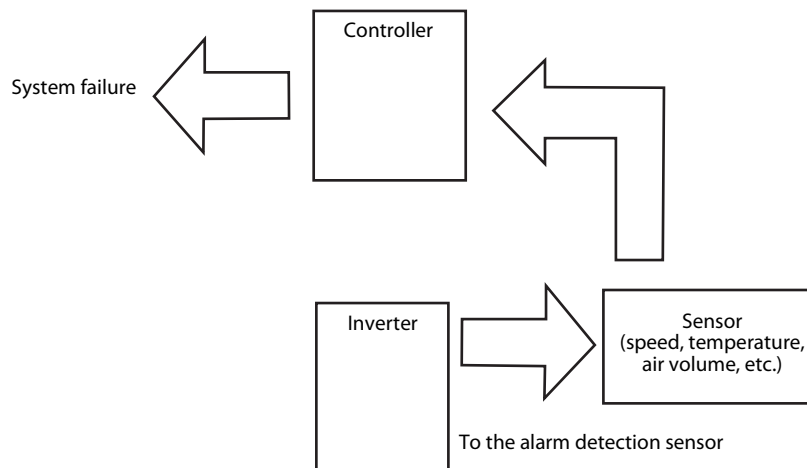 Controller
System failure
Inverter
Sensor
(speed, temperature,
air volume, etc.)
To the alarm detection sensor